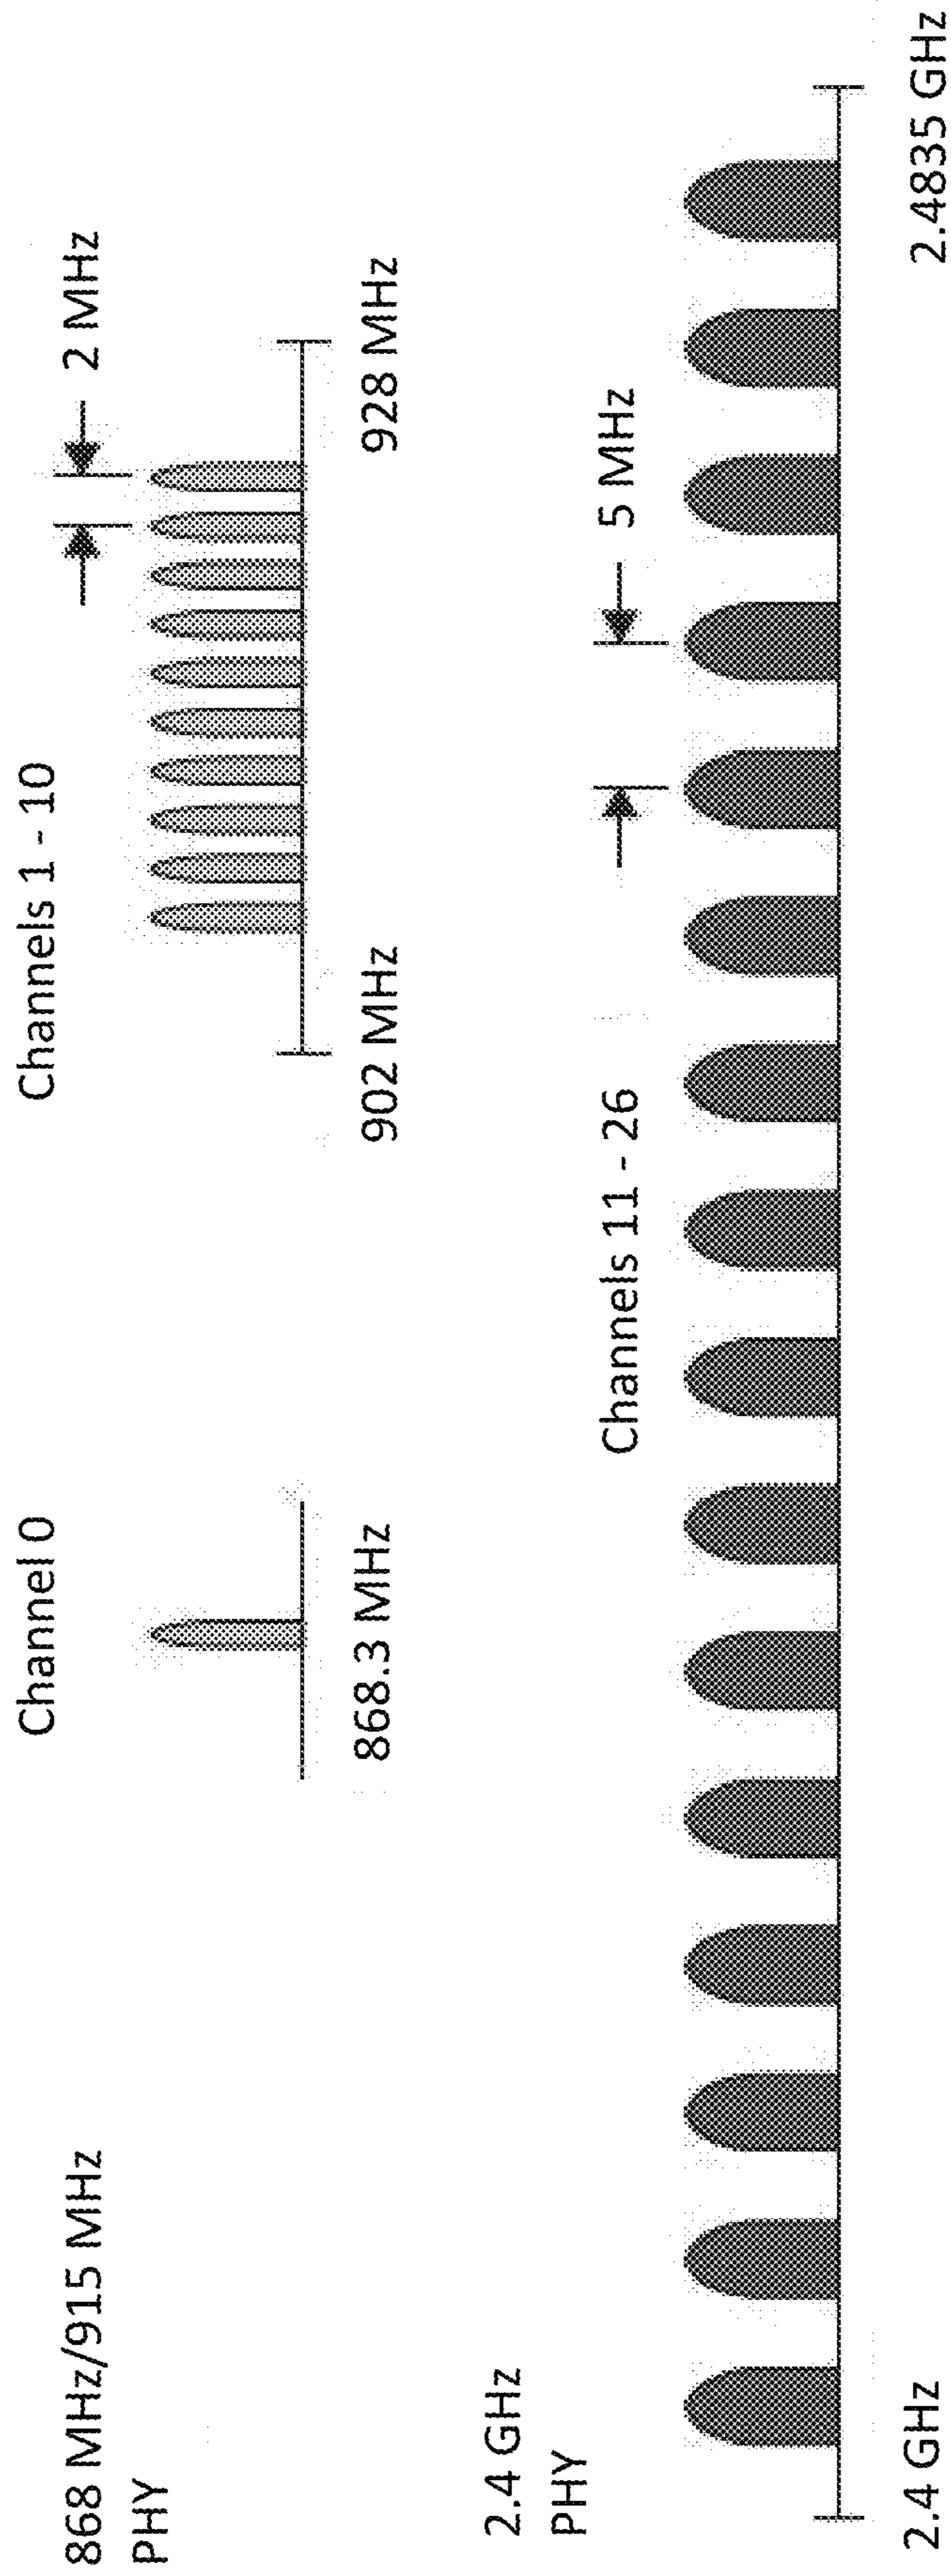 868 MHz/915 MHz
PHY
Channel 0
868.3 MHz
Channels 1 - 10
2 MHz
902 MHz
928 MHz
2.4 GHz
PHY
Channels 11 - 26
5 MHz
2.4 GHz
2.4835 GHz